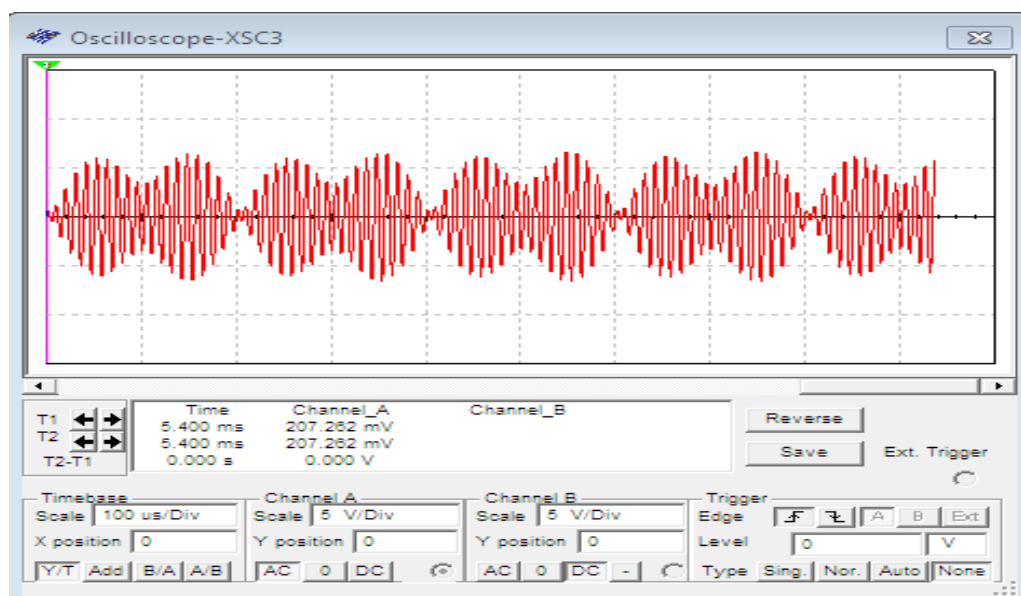 Oscilloscope-XSC3
Time Channel_A Channel_B
T1 5.400 ms 207.262 mV
T2 5.400 ms 207.262 mV
T2-T1 0.000 s 0.000 V
Reverse
Save
Ext. Trigger
Timebase
Scale 100 us/Div
X position 0
Y/T Add B/A A/B
Channel A
Scale 5 V/Div
Y position 0
AC 0 DC
Channel B
Scale 5 V/Div
Y position 0
AC 0 DC -
Trigger
Edge A B Ext
Level 0 V
Type Sing. Nor. Auto None